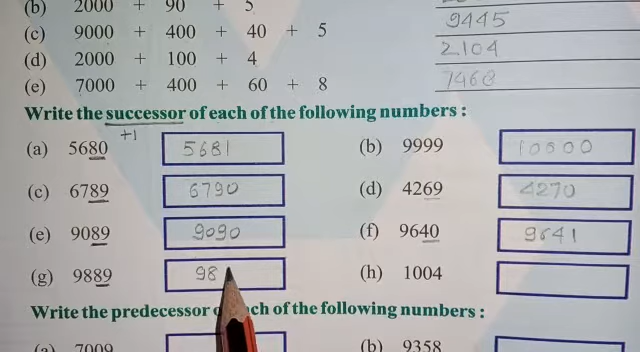 (b) 2000 + 90 + 5
(c) 9000 + 400 + 40 + 5 9445
(d) 2000 + 100 + 4 2104
(e) 7000 + 400 + 60 + 8 7468
Write the successor of each of the following numbers :
+1
(a) 5680 5681 (b) 9999 10000
(c) 6789 6790 (d) 4269 4270
(e) 9089 9090 (f) 9640 9641
(g) 9889 98 (h) 1004
Write the predecessor of each of the following numbers :
(a) 7009 (b) 9358